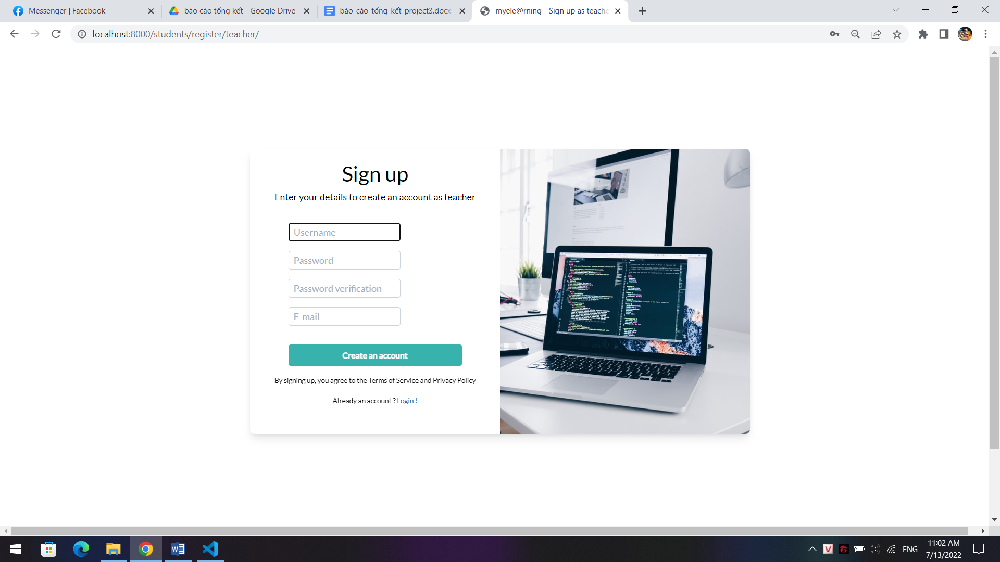 Messenger | Facebook
báo cáo tổng kết - Google Drive
báo-cáo-tổng-kết-project3.docx
myele@rning - Sign up as teache
localhost:8000/students/register/teacher/
Sign up
Enter your details to create an account as teacher
Username
Password
Password verification
E-mail
Create an account
By signing up, you agree to the Terms of Service and Privacy Policy
Already an account ? Login !
ENG
11:02 AM
7/13/2022